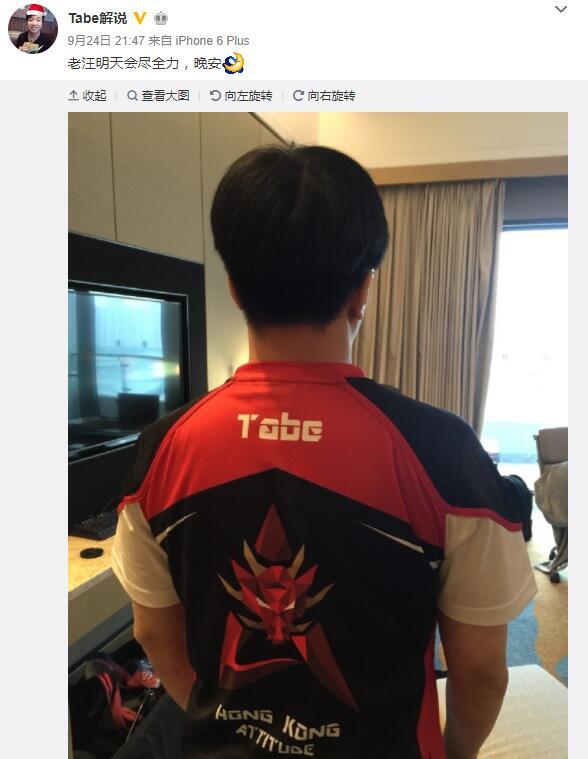 Tabe解说
9月24日 21:47 来自 iPhone 6 Plus
老汪明天会尽全力，晚安
收起
查看大图
向左旋转
向右旋转
Tabe
HONG KONG
ATTITUDE